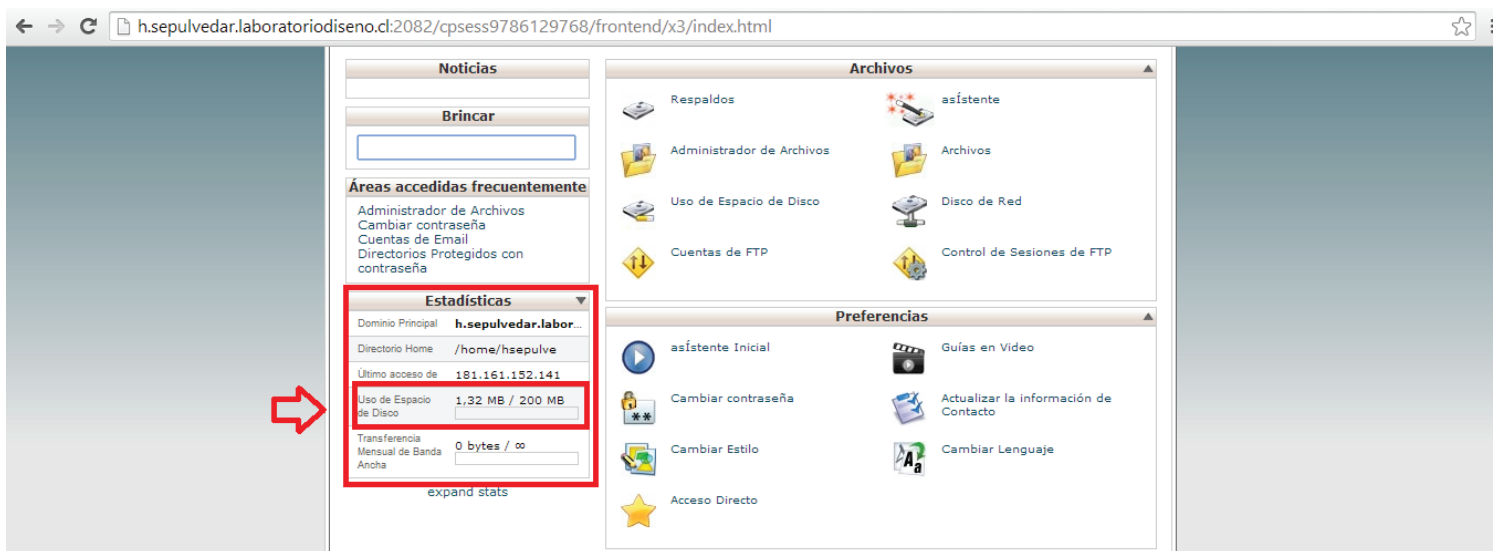 h.sepulvedar.laboratoriodiseno.cl:2082/cpsess9786129768/frontend/x3/index.html
Noticias
Brincar
Áreas accedidas frecuentemente
Administrador de Archivos
Cambiar contraseña
Cuentas de Email
Directorios Protegidos con
contraseña
Estadísticas
Dominio Principal h.sepulvedar.labor...
Directorio Home /home/hsepulve
Último acceso de 181.161.152.141
Uso de Espacio 1,32 MB / 200 MB
de Disco
Transferencia
Mensual de Banda 0 bytes / ∞
Ancha
expand stats
Archivos
Respaldos asÍstente
Administrador de Archivos Archivos
Uso de Espacio de Disco Disco de Red
Cuentas de FTP Control de Sesiones de FTP
Preferencias
asÍstente Inicial Guías en Video
Cambiar contraseña Actualizar la información de
Contacto
Cambiar Estilo Cambiar Lenguaje
Acceso Directo